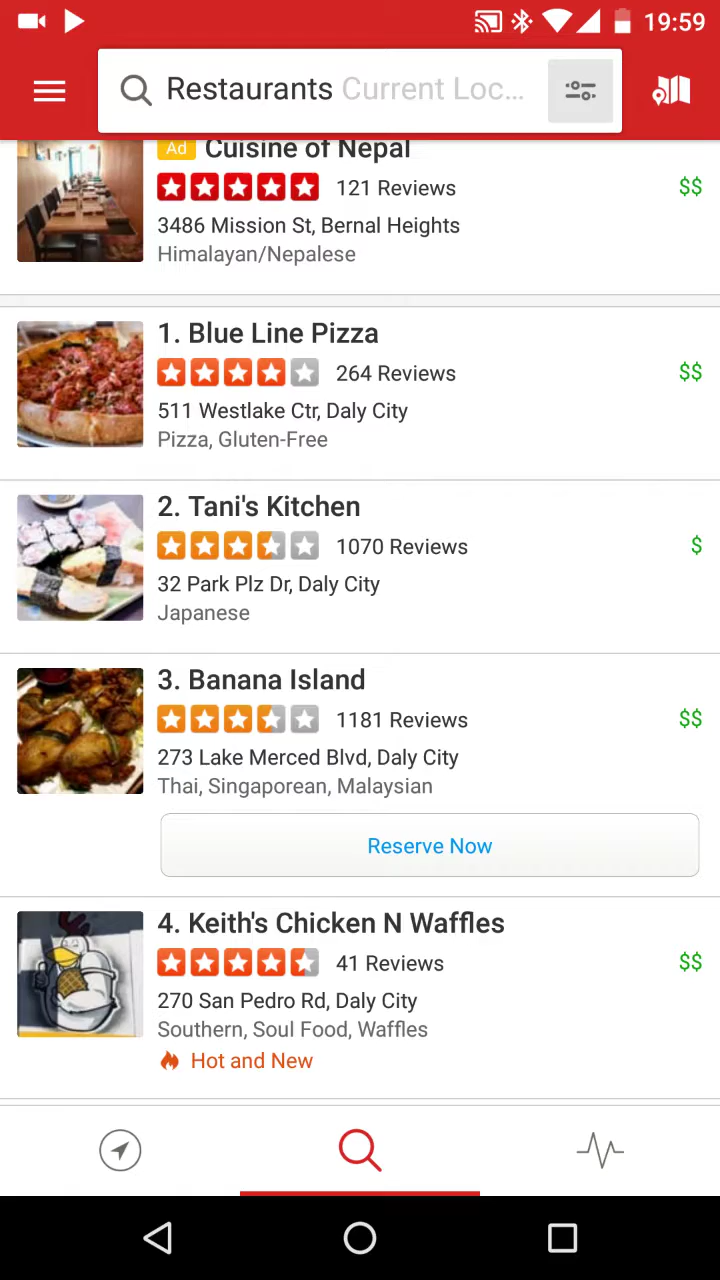 19:59
Restaurants Current Loc...
Ad Cuisine of Nepal
121 Reviews $$
3486 Mission St, Bernal Heights
Himalayan/Nepalese
1. Blue Line Pizza
264 Reviews $$
511 Westlake Ctr, Daly City
Pizza, Gluten-Free
2. Tani's Kitchen
1070 Reviews $
32 Park Plz Dr, Daly City
Japanese
3. Banana Island
1181 Reviews $$
273 Lake Merced Blvd, Daly City
Thai, Singaporean, Malaysian
Reserve Now
4. Keith's Chicken N Waffles
41 Reviews $$
270 San Pedro Rd, Daly City
Southern, Soul Food, Waffles
Hot and New